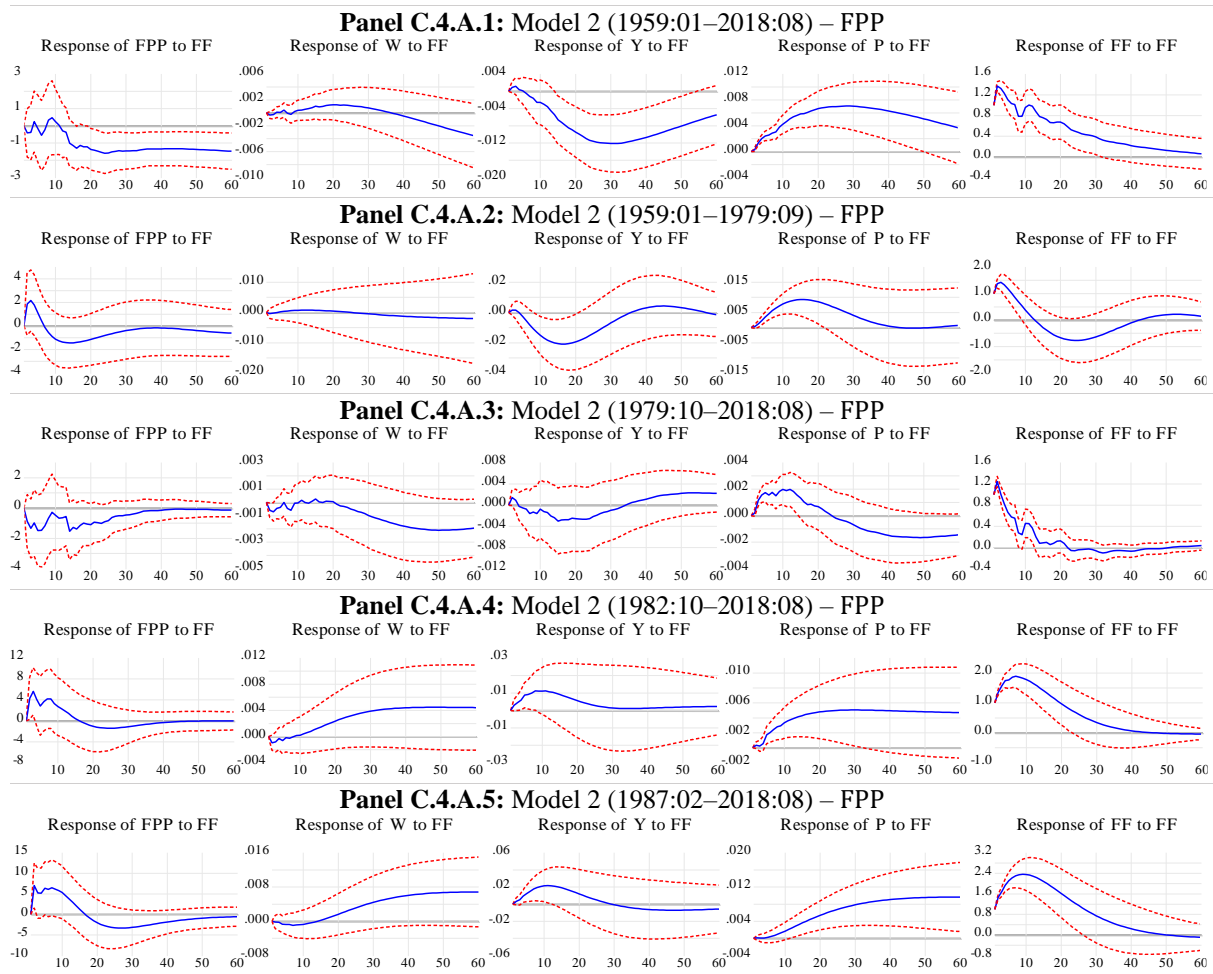 Panel C.4.A.1: Model 2 (1959:01–2018:08) – FPP
Response of FPP to FF
Response of W to FF
Response of Y to FF
Response of P to FF
Response of FF to FF
3
1
-1
-3
10 20 30 40 50 60
.006
.002
-.002
-.006
-.010
10 20 30 40 50 60
.004
-.004
-.012
-.020
10 20 30 40 50 60
.012
.008
.004
.000
-.004
10 20 30 40 50 60
1.6
1.2
0.8
0.4
0.0
-0.4
10 20 30 40 50 60
Panel C.4.A.2: Model 2 (1959:01–1979:09) – FPP
Response of FPP to FF
Response of W to FF
Response of Y to FF
Response of P to FF
Response of FF to FF
4
2
0
-2
-4
10 20 30 40 50 60
.010
.000
-.010
-.020
10 20 30 40 50 60
.02
.00
-.02
-.04
10 20 30 40 50 60
.015
.005
-.005
-.015
10 20 30 40 50 60
2.0
1.0
0.0
-1.0
-2.0
10 20 30 40 50 60
Panel C.4.A.3: Model 2 (1979:10–2018:08) – FPP
Response of FPP to FF
Response of W to FF
Response of Y to FF
Response of P to FF
Response of FF to FF
2
0
-2
-4
10 20 30 40 50 60
.003
.001
-.001
-.003
-.005
10 20 30 40 50 60
.008
.004
.000
-.004
-.008
-.012
10 20 30 40 50 60
.004
.002
.000
-.002
-.004
10 20 30 40 50 60
1.6
1.2
0.8
0.4
0.0
-0.4
10 20 30 40 50 60
Panel C.4.A.4: Model 2 (1982:10–2018:08) – FPP
Response of FPP to FF
Response of W to FF
Response of Y to FF
Response of P to FF
Response of FF to FF
12
8
4
0
-4
-8
10 20 30 40 50 60
.012
.008
.004
.000
-.004
10 20 30 40 50 60
.03
.01
-.01
-.03
10 20 30 40 50 60
.010
.006
.002
-.002
10 20 30 40 50 60
2.0
1.0
0.0
-1.0
10 20 30 40 50 60
Panel C.4.A.5: Model 2 (1987:02–2018:08) – FPP
Response of FPP to FF
Response of W to FF
Response of Y to FF
Response of P to FF
Response of FF to FF
15
10
5
0
-5
-10
10 20 30 40 50 60
.016
.008
.000
-.008
10 20 30 40 50 60
.06
.02
-.02
-.06
10 20 30 40 50 60
.020
.012
.004
-.004
10 20 30 40 50 60
3.2
2.4
1.6
0.8
0.0
-0.8
10 20 30 40 50 60